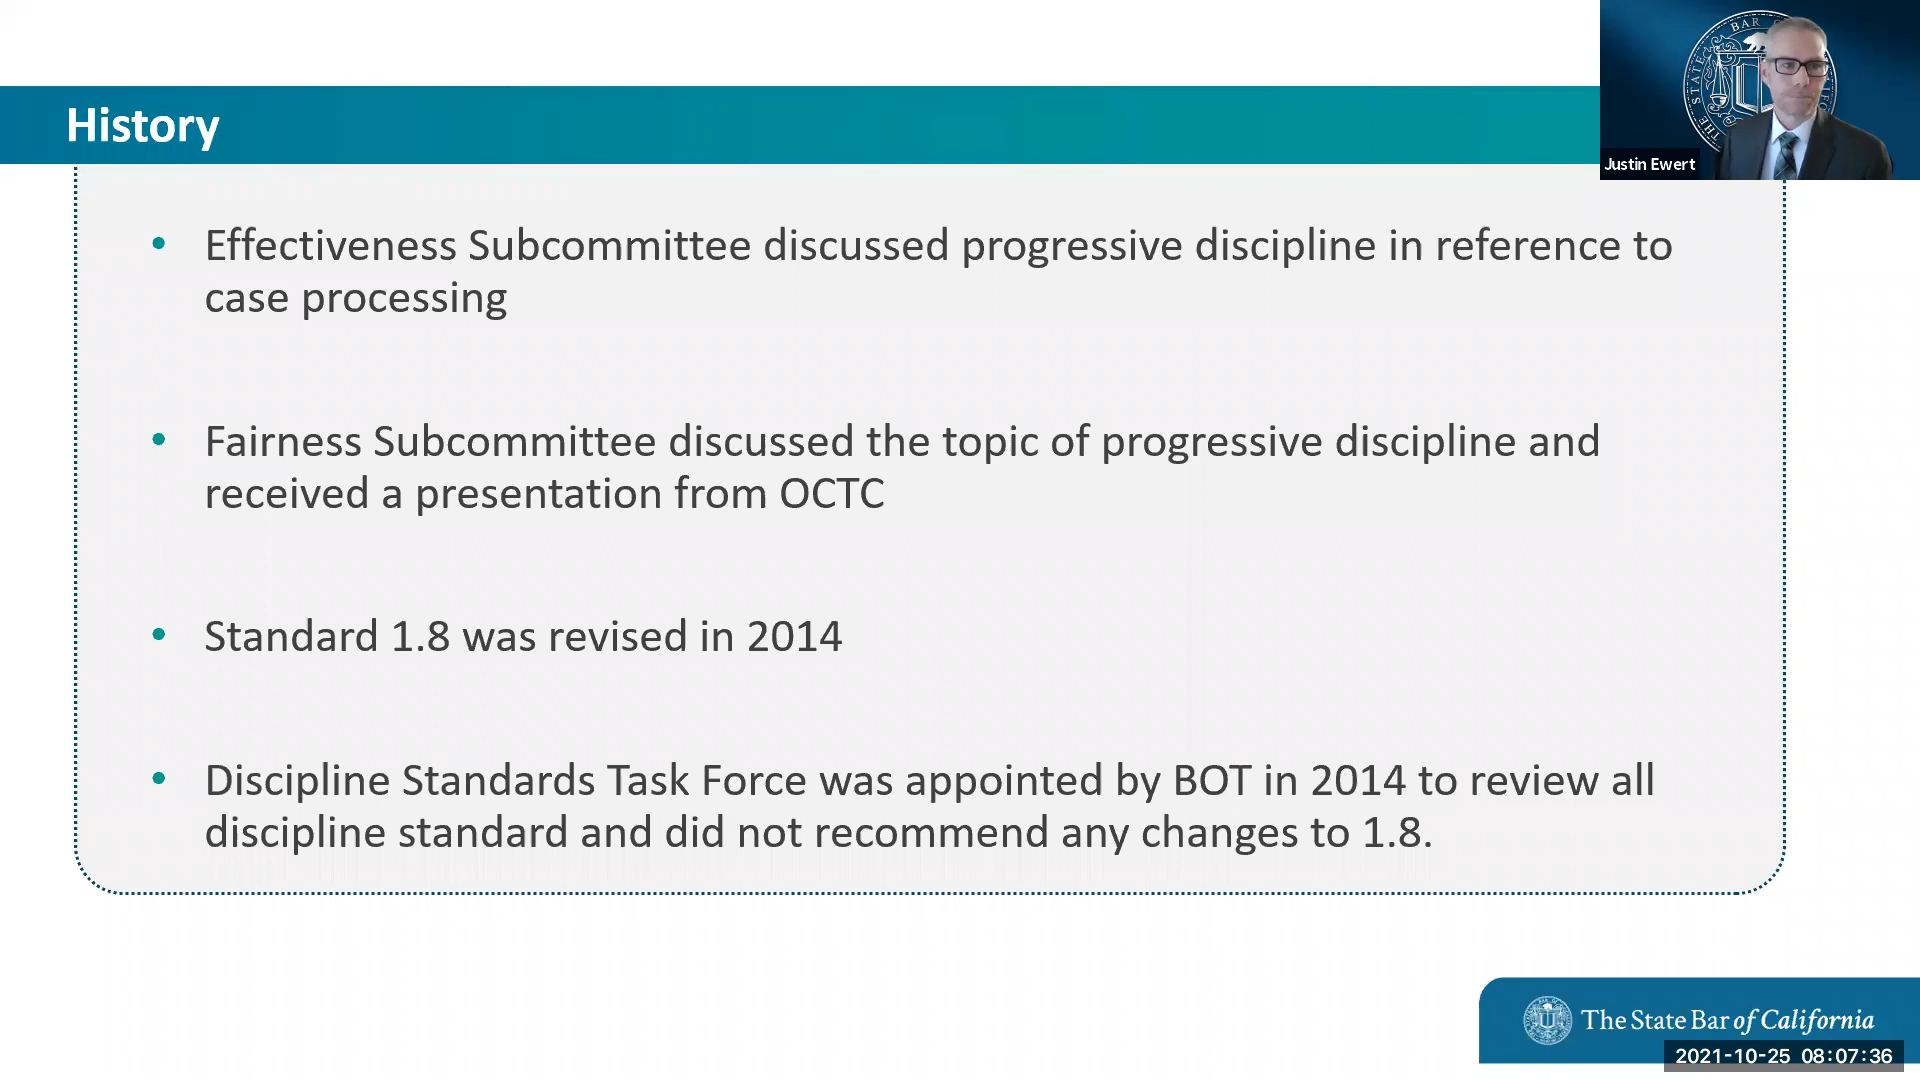 History
Justin Ewert
• Effectiveness Subcommittee discussed progressive discipline in reference to
case processing
• Fairness Subcommittee discussed the topic of progressive discipline and
received a presentation from OCTC
• Standard 1.8 was revised in 2014
• Discipline Standards Task Force was appointed by BOT in 2014 to review all
discipline standard and did not recommend any changes to 1.8.
The State Bar of California
2021-10-25 08:07:36